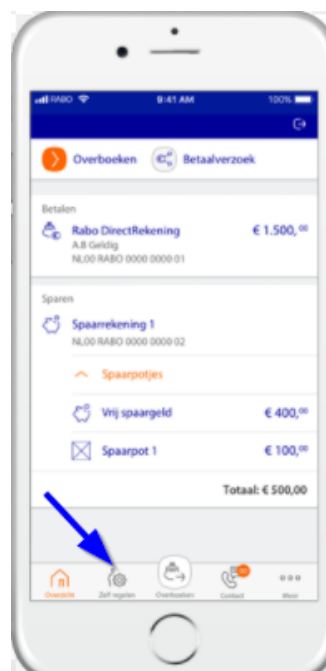 RABO 9:41 AM 100%
Overboeken Betaalverzoek
Betalen
Rabo DirectRekening € 1.500,00
A.B Geldig
NL00 RABO 0000 0000 01
Sparen
Spaarrekening 1
NL00 RABO 0000 0000 02
Spaarpotjes
Vrij spaargeld € 400,00
Spaarpot 1 € 100,00
Totaal: € 500,00
Overzicht Zelf regelen Overboeken Contact Meer